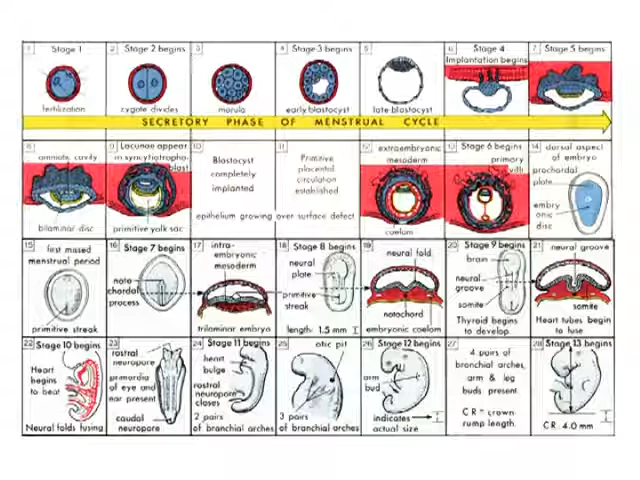 1 Stage 1
fertilization
2 Stage 2 begins
zygote divides
3
morula
4 Stage 3 begins
early blastocyst
5
late blastocyst
6 Stage 4
Implantation begins
7 Stage 5 begins
SECRETORY PHASE OF MENSTRUAL CYCLE
8
amniotic cavity
bilaminar disc
9 Lacunae appear
in syncytiotropho-
blast
primitive yolk sac
10
Blastocyst
completely
implanted
11
Primitive
placental
circulation
established
epithelium growing over surface defect
12 extraembryonic
mesoderm
coelom
13 Stage 6 begins
primary
villi
14 dorsal aspect
of embryo
prochordal
plate
embry
onic
disc
15
first missed
menstrual period
primitive streak
16 Stage 7 begins
noto
chordal
process
17 intra-
embryonic
mesoderm
trilaminar embryo
18 Stage 8 begins
neural
plate
primitive
streak
length: 1.5 mm
19
neural fold
notochord
embryonic coelom
20 Stage 9 begins
brain
neural
groove
somite
Thyroid begins
to develop
21 neural groove
somite
Heart tubes begin
to fuse
22 Stage 10 begins
Heart
begins
to beat
Neural folds fusing
23 rostral
neuropore
primordia
of eye and
ear present
caudal
neuropore
24 Stage 11 begins
heart
bulge
rostral
neuropore
closes
2 pairs
of branchial arches
25 otic pit
3 pairs
of branchial arches
26 Stage 12 begins
arm
bud
indicates
actual size
27
4 pairs of
branchial arches,
arm & leg
buds present.
CR = crown
rump length.
28 Stage 13 begins
CR: 4.0 mm